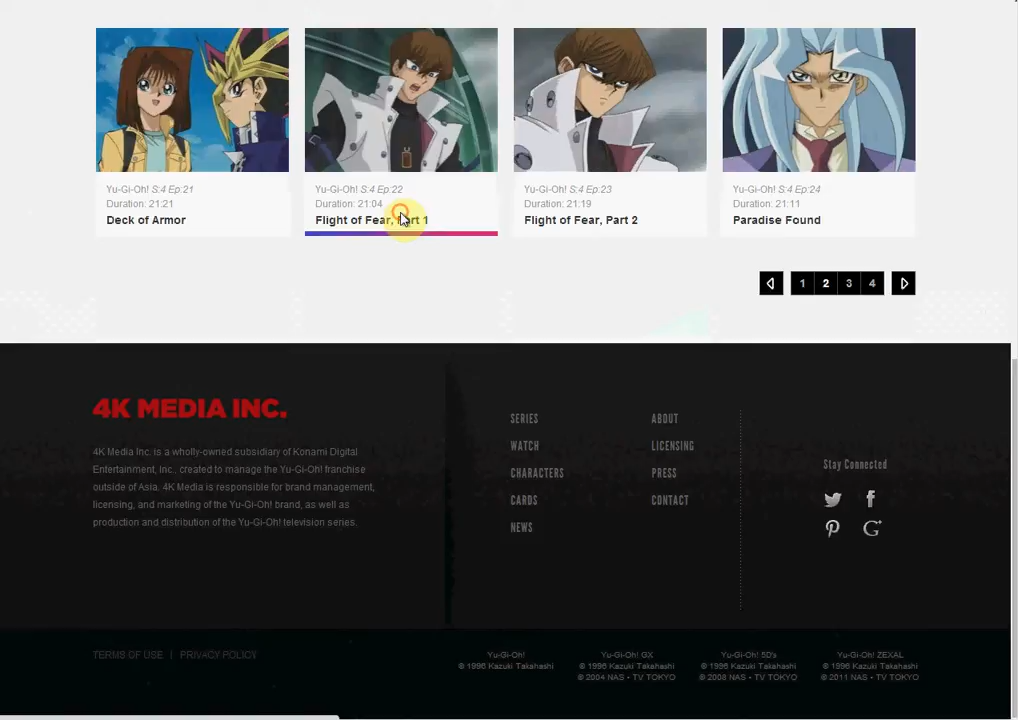 Yu-Gi-Oh! S:4 Ep:21
Duration: 21:21
Deck of Armor
Yu-Gi-Oh! S:4 Ep:22
Duration: 21:04
Flight of Fear, Part 1
Yu-Gi-Oh! S:4 Ep:23
Duration: 21:19
Flight of Fear, Part 2
Yu-Gi-Oh! S:4 Ep:24
Duration: 21:11
Paradise Found
1 2 3 4
4K MEDIA INC.
4K Media Inc. is a wholly-owned subsidiary of Konami Digital
Entertainment, Inc., created to manage the Yu-Gi-Oh! franchise
outside of Asia. 4K Media is responsible for brand management,
licensing, and marketing of the Yu-Gi-Oh! brand, as well as
production and distribution of the Yu-Gi-Oh! television series.
SERIES
WATCH
CHARACTERS
CARDS
NEWS
ABOUT
LICENSING
PRESS
CONTACT
Stay Connected
TERMS OF USE | PRIVACY POLICY
Yu-Gi-Oh!
© 1996 Kazuki Takahashi
Yu-Gi-Oh! GX
© 1996 Kazuki Takahashi
© 2004 NAS • TV TOKYO
Yu-Gi-Oh! 5D's
© 1996 Kazuki Takahashi
© 2008 NAS • TV TOKYO
Yu-Gi-Oh! ZEXAL
© 1996 Kazuki Takahashi
© 2011 NAS • TV TOKYO